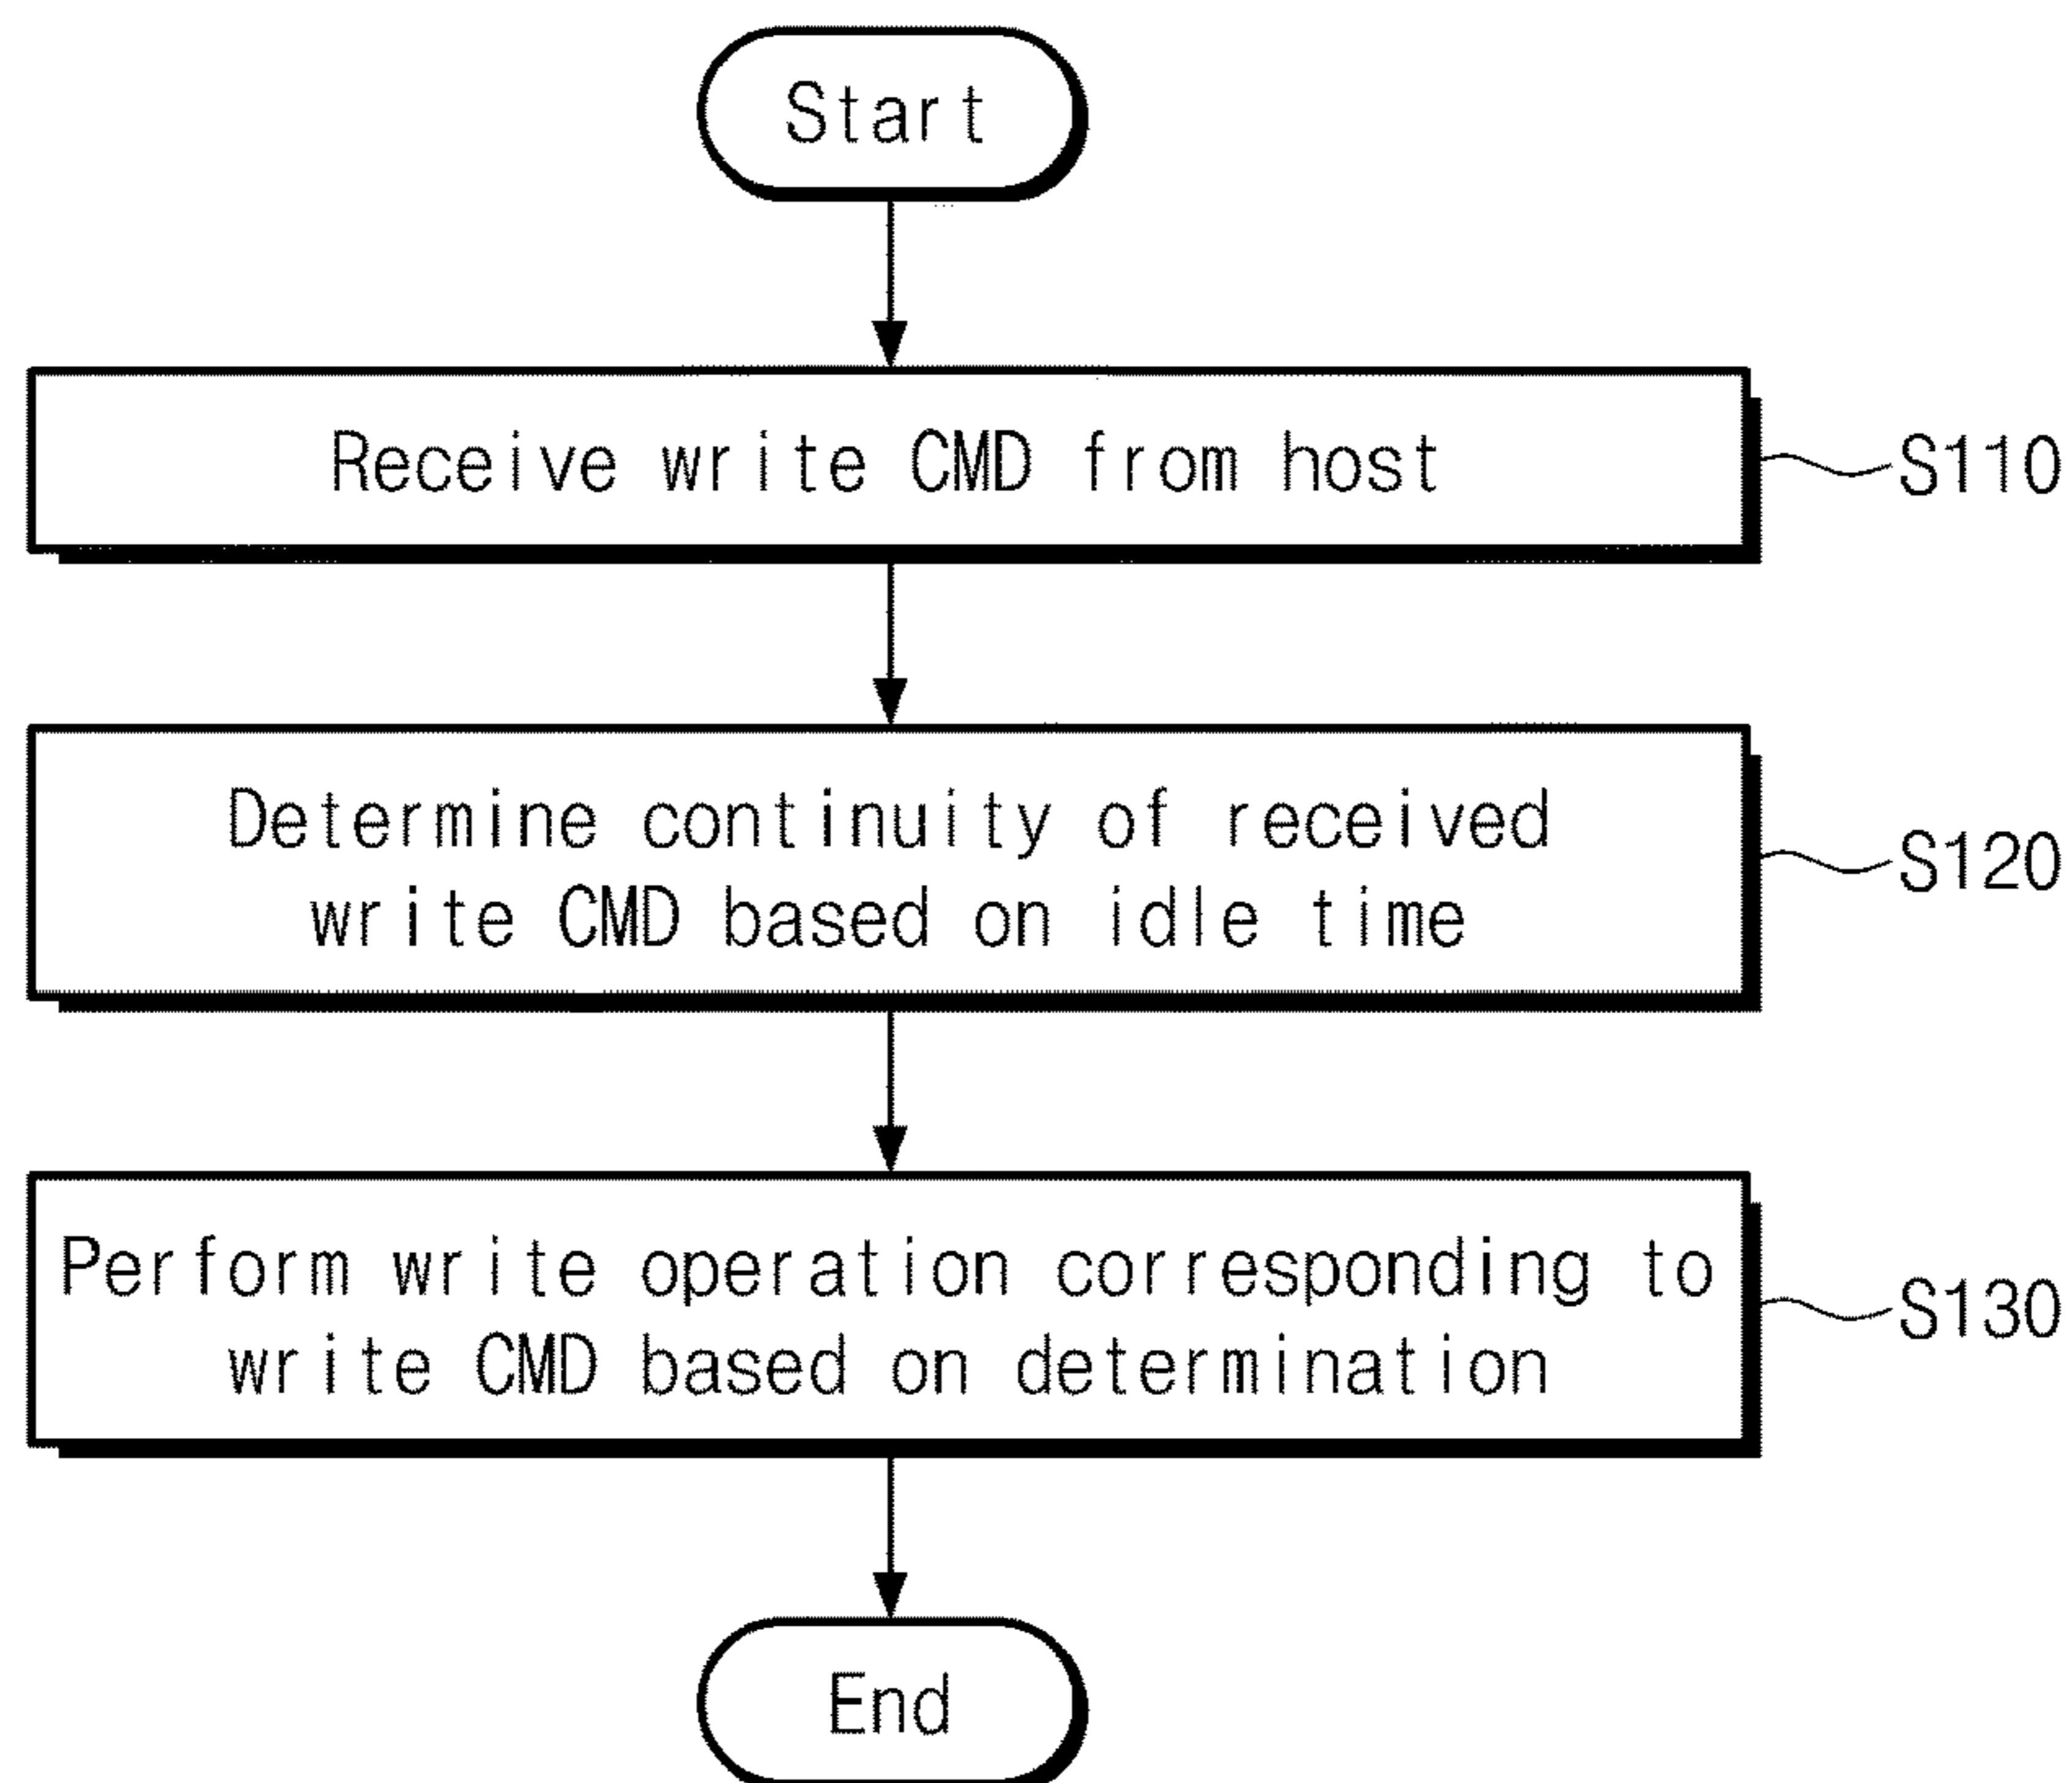 Start
Receive write CMD from host
S110
Determine continuity of received
write CMD based on idle time
S120
Perform write operation corresponding to
write CMD based on determination
S130
End